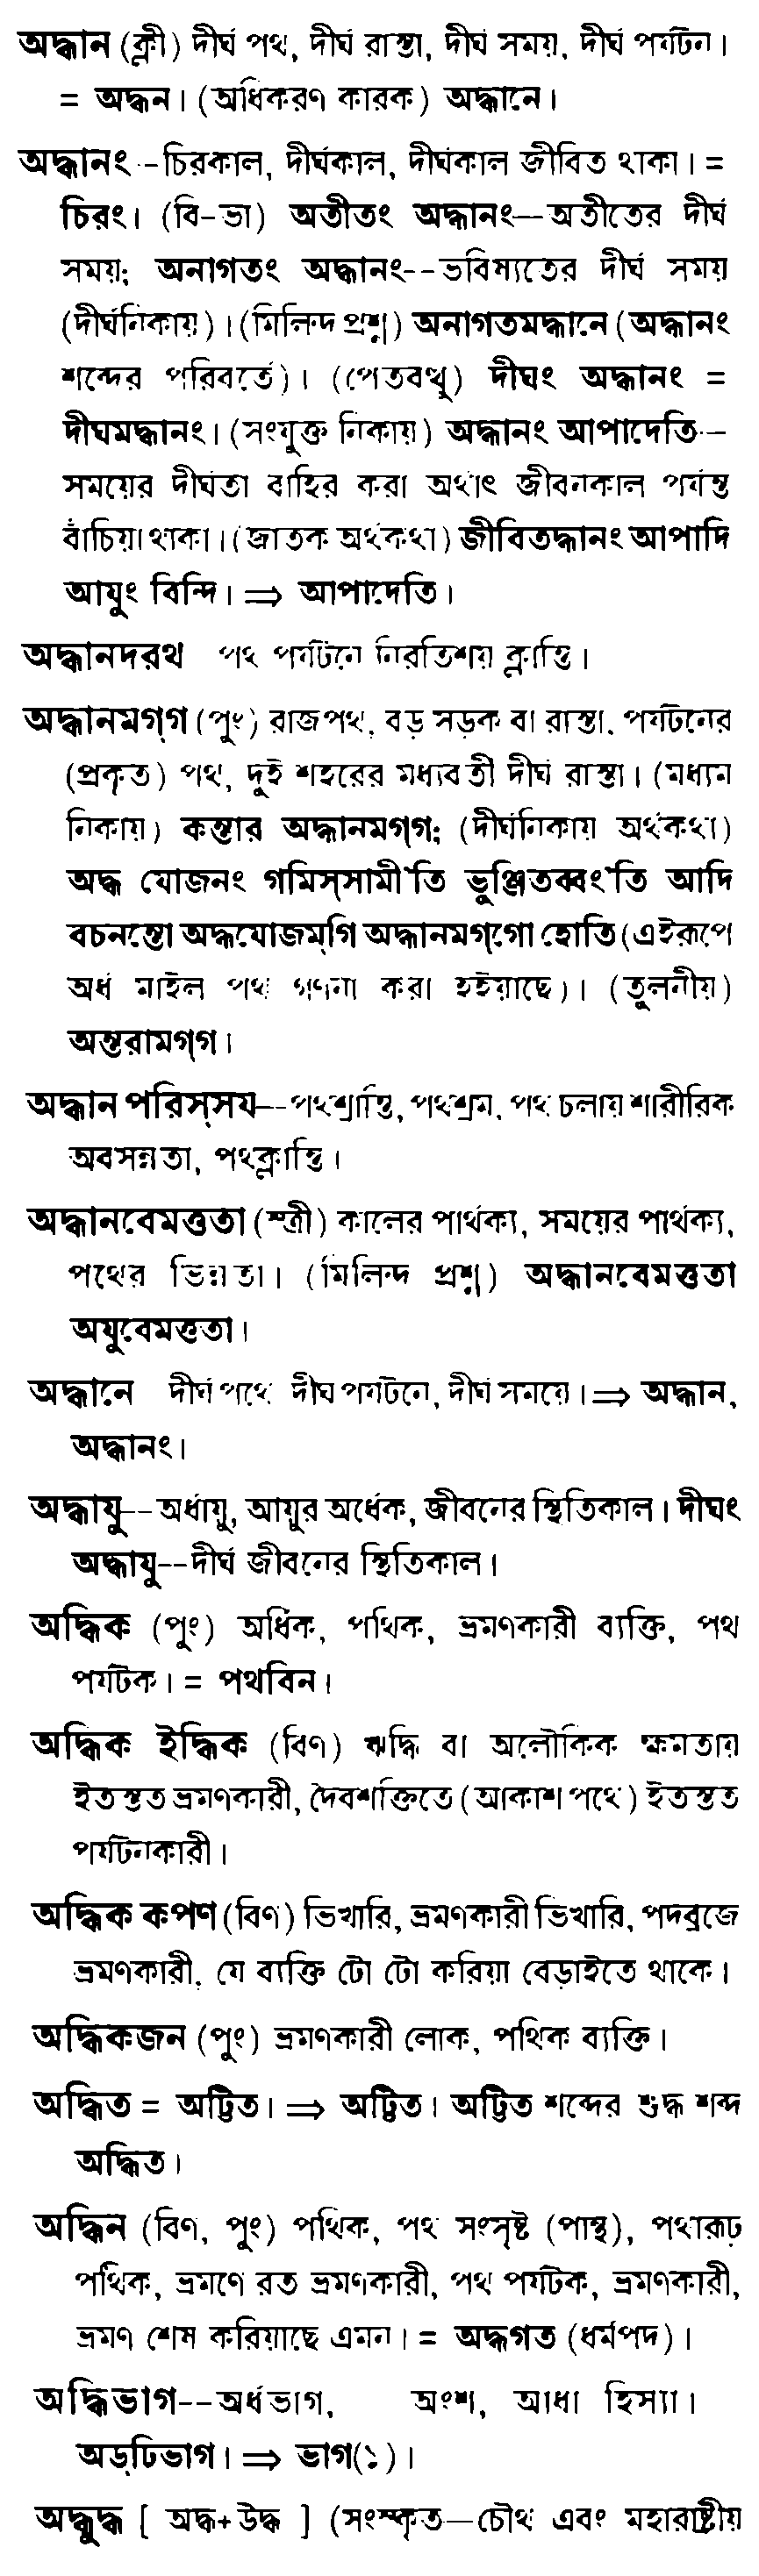 অদ্ধান (ক্লী) দীর্ঘ পথ, দীর্ঘ রাস্তা, দীর্ঘ সময়, দীর্ঘ পর্যটন।
= অদ্ধন। (অধিকরণ কারক) অদ্ধানে।
অদ্ধানং–চিরকাল, দীর্ঘকাল, দীর্ঘকাল জীবিত থাকা। =
চিরং। (বি-ভা) অতীতং অদ্ধানং—অতীতের দীর্ঘ
সময়; অনাগতং অদ্ধানং--ভবিষ্যতের দীর্ঘ সময়
(দীর্ঘনিকায়)। (মিলিন্দ প্রশ্ন) অনাগতমদ্ধানে (অদ্ধানং
শব্দের পরিবর্তে)। (পেতবত্থু) দীঘং অদ্ধানং =
দীঘমদ্ধানং। (সংযুক্ত নিকায়) অদ্ধানং আপাদেতি--
সময়ের দীর্ঘতা বাহির করা অর্থাৎ জীবনকাল পর্যন্ত
বাঁচিয়া থাকা। (জাতক অর্থকথা) জীবিতদ্ধানং আপাদি
আযুং বিন্দি। ⇒ আপাদেতি।
অদ্ধানদরথ পথ পর্যটনে নিরতিশয় ক্লান্তি।
অদ্ধানমগ্‌গ (পুং) রাজপথ, বড় সড়ক বা রাস্তা, পর্যটনের
(প্রকৃত) পথ, দুই শহরের মধ্যবর্তী দীর্ঘ রাস্তা। (মধ্যম
নিকায়) কন্তার অদ্ধানমগ্‌গ; (দীর্ঘনিকায় অর্থকথা)
অদ্ধ যোজনং গমিস্‌সামী'তি ভুঞ্জিতব্বং'তি আদি
বচনন্তো অদ্ধযোজম্‌গি অদ্ধানমগ্‌গো হোতি (এইরূপে
অর্ধ মাইল পথ গণনা করা হইয়াছে)। (তুলনীয়)
অন্তরামগ্‌গ।
অদ্ধান পরিস্‌সয--পথশ্রান্তি, পথশ্রম, পথ চলায় শারীরিক
অবসন্নতা, পথক্লান্তি।
অদ্ধানবেমত্ততা (স্ত্রী) কালের পার্থক্য, সময়ের পার্থক্য,
পথের ভিন্নতা। (মিলিন্দ প্রশ্ন) অদ্ধানবেমত্ততা
অযুবেমত্ততা।
অদ্ধানে দীর্ঘ পথে দীর্ঘ পর্যটনে, দীর্ঘ সময়ে। ⇒ অদ্ধান,
অদ্ধানং।
অদ্ধাযু--অর্ধায়ু, আয়ুর অর্ধেক, জীবনের স্থিতিকাল। দীঘং
অদ্ধাযু--দীর্ঘ জীবনের স্থিতিকাল।
অদ্ধিক (পুং) অর্ধিক, পথিক, ভ্রমণকারী ব্যক্তি, পথ
পর্যটক। = পথবিন।
অদ্ধিক ইদ্ধিক (বিণ) ঋদ্ধি বা অলৌকিক ক্ষমতায়
ইতস্তত ভ্রমণকারী, দৈবশক্তিতে (আকাশ পথে) ইতস্তত
পর্যটনকারী।
অদ্ধিক কপণ (বিণ) ভিখারি, ভ্রমণকারী ভিখারি, পদব্রজে
ভ্রমণকারী, যে ব্যক্তি টো টো করিয়া বেড়াইতে থাকে।
অদ্ধিকজন (পুং) ভ্রমণকারী লোক, পথিক ব্যক্তি।
অদ্ধিত = অট্টিত। ⇒ অট্টিত। অট্টিত শব্দের শুদ্ধ শব্দ
অদ্ধিত।
অদ্ধিন (বিণ, পুং) পথিক, পথ সংসৃষ্ট (পান্থ), পথারূঢ়
পথিক, ভ্রমণে রত ভ্রমণকারী, পথ পর্যটক, ভ্রমণকারী,
ভ্রমণ শেষ করিয়াছে এমন। = অদ্ধগত (ধর্মপদ)।
অদ্ধিভাগ--অর্ধভাগ, অংশ, আধা হিস্যা।
অড্‌ঢিভাগ। ⇒ ভাগ(১)।
অদ্ধুদ্ধ [ অদ্ধ+উদ্ধ ] (সংস্কৃত—চৌথ এবং মহারাষ্ট্রীয়